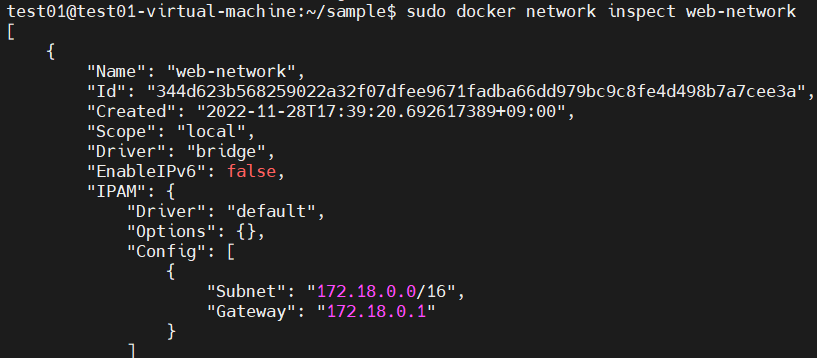 test01@test01-virtual-machine:~/sample$ sudo docker network inspect web-network
[
    {
        "Name": "web-network",
        "Id": "344d623b568259022a32f07dfee9671fadba66dd979bc9c8fe4d498b7a7cee3a",
        "Created": "2022-11-28T17:39:20.692617389+09:00",
        "Scope": "local",
        "Driver": "bridge",
        "EnableIPv6": false,
        "IPAM": {
            "Driver": "default",
            "Options": {},
            "Config": [
                {
                    "Subnet": "172.18.0.0/16",
                    "Gateway": "172.18.0.1"
                }
            ]